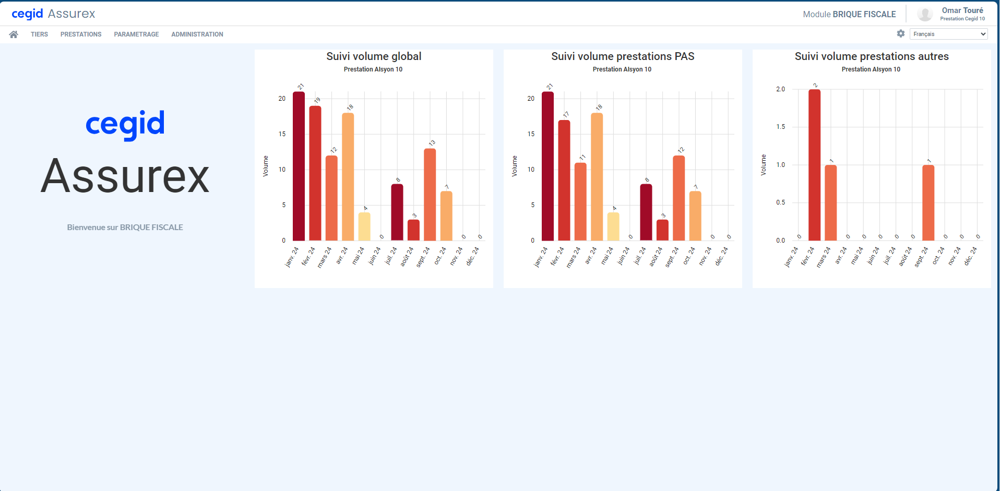 cegid Assurex
Module BRIQUE FISCALE
Omar Touré
Prestation Cegid 10
TIERS PRESTATIONS PARAMETRAGE ADMINISTRATION
Français
cegid
Assurex
Bienvenue sur BRIQUE FISCALE
Suivi volume global
Prestation Alsyon 10
Volume
20
15
10
5
0
21 19 12 18 4 0 8 3 13 7 0 0
janv. 24 févr. 24 mars 24 avr. 24 mai 24 juin 24 juil. 24 août 24 sept. 24 oct. 24 nov. 24 déc. 24
Suivi volume prestations PAS
Prestation Alsyon 10
Volume
20
15
10
5
0
21 17 11 18 4 0 8 3 12 7 0 0
janv. 24 févr. 24 mars 24 avr. 24 mai 24 juin 24 juil. 24 août 24 sept. 24 oct. 24 nov. 24 déc. 24
Suivi volume prestations autres
Prestation Alsyon 10
Volume
2.0
1.5
1.0
0.5
0.0
0 2 1 0 0 0 0 0 1 0 0 0
janv. 24 févr. 24 mars 24 avr. 24 mai 24 juin 24 juil. 24 août 24 sept. 24 oct. 24 nov. 24 déc. 24